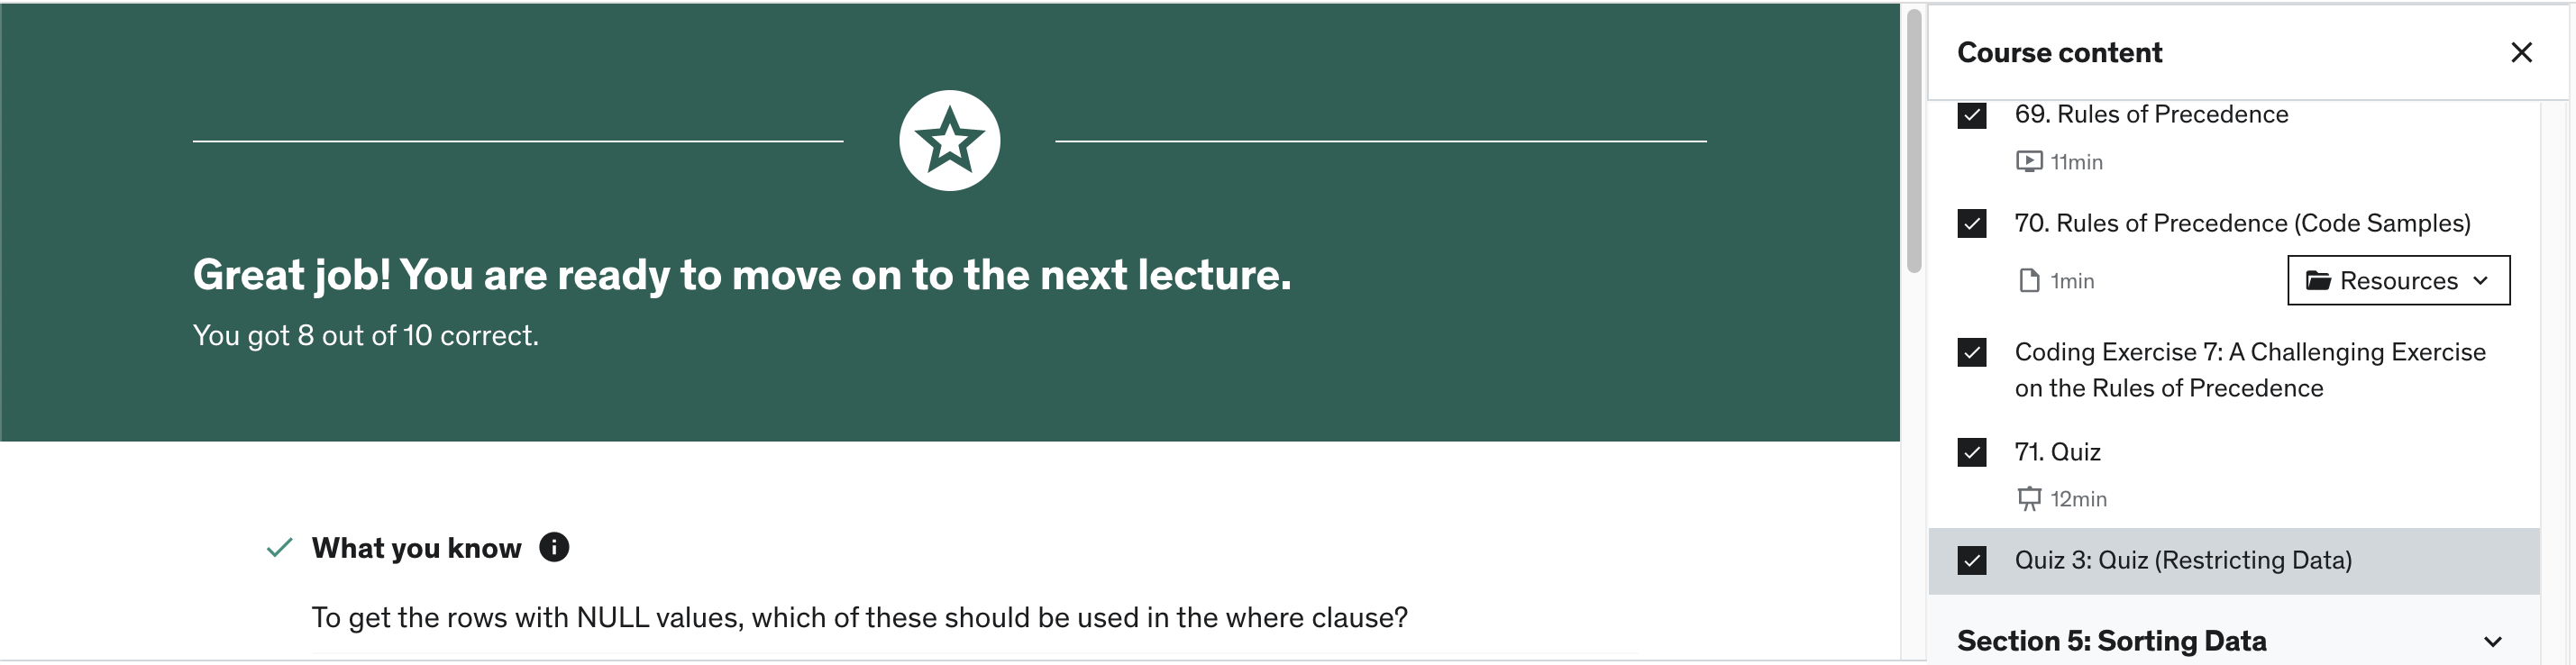 Great job! You are ready to move on to the next lecture.
You got 8 out of 10 correct.
What you know
To get the rows with NULL values, which of these should be used in the where clause?
Course content
69. Rules of Precedence
11min
70. Rules of Precedence (Code Samples)
1min
Resources
Coding Exercise 7: A Challenging Exercise
on the Rules of Precedence
71. Quiz
12min
Quiz 3: Quiz (Restricting Data)
Section 5: Sorting Data